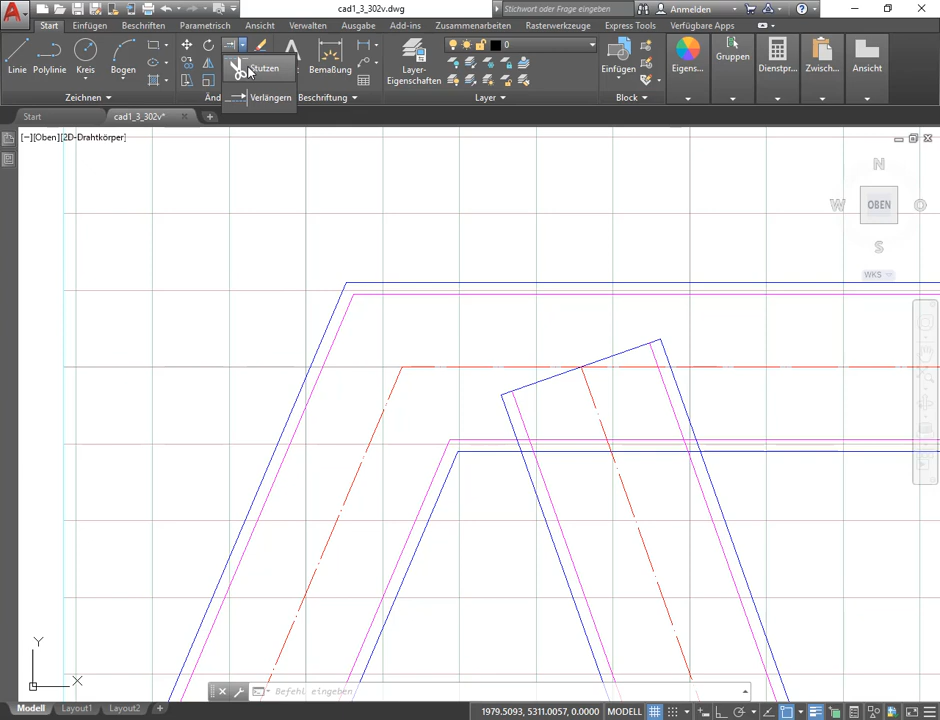 cad1_3_302v.dwg
Stichwort oder Frage eingeben
Anmelden
Start Einfügen Beschriften Parametrisch Ansicht Verwalten Ausgabe Add-ins Zusammenarbeiten Rasterwerkzeuge Express Tools Verfügbare Apps
0
Linie Polylinie Kreis Bogen
Stutzen
Verlängern
Bemaßung
Layer-
Eigenschaften
Einfügen
Eigens...
Gruppen
Dienstpr...
Zwisch...
Ansicht
Zeichnen Änd Beschriftung Layer Block
Start cad1_3_302v*
[−][Oben][2D-Drahtkörper]
N
W OBEN O
S
WKS
Y
X
Befehl eingeben
Modell Layout1 Layout2
1979.5093, 5311.0057, 0.0000 MODELL